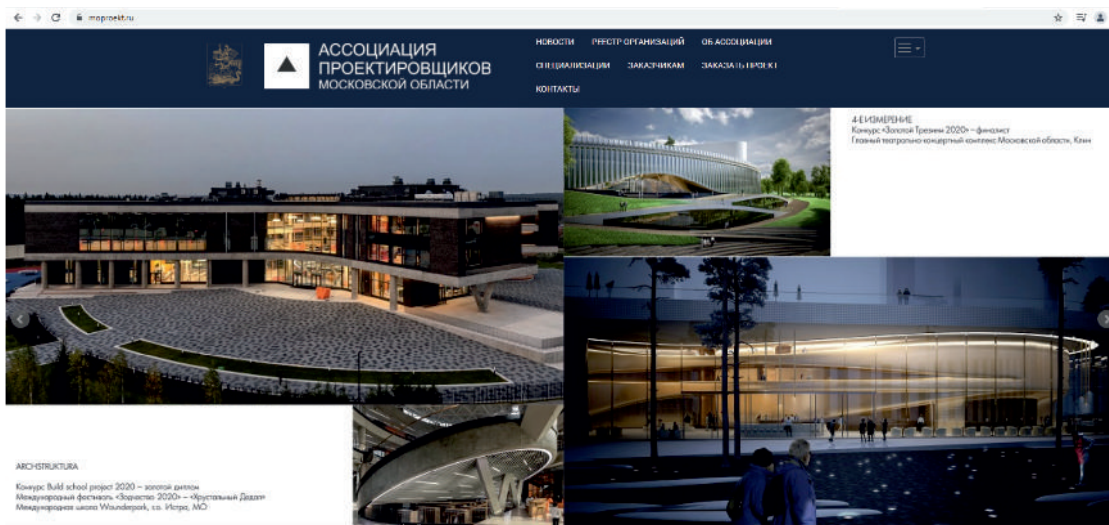 moproekt.ru
АССОЦИАЦИЯ
ПРОЕКТИРОВЩИКОВ
МОСКОВСКОЙ ОБЛАСТИ
НОВОСТИ РЕЕСТР ОРГАНИЗАЦИЙ ОБ АССОЦИАЦИИ
СПЕЦИАЛИЗАЦИИ ЗАКАЗЧИКАМ ЗАКАЗАТЬ ПРОЕКТ
КОНТАКТЫ
4-Е ИЗМЕРЕНИЕ
Конкурс «Золотой Трезини 2020» – финалист
Главный театрально-концертный комплекс Московской области, Клин
ARCHSTRUKTURA
Конкурс Build school project 2020 – золотой диплом
Международный фестиваль «Зодчество 2020» – «Хрустальный Дедал»
Международная школа Wounderpark, с.о. Истра, МО